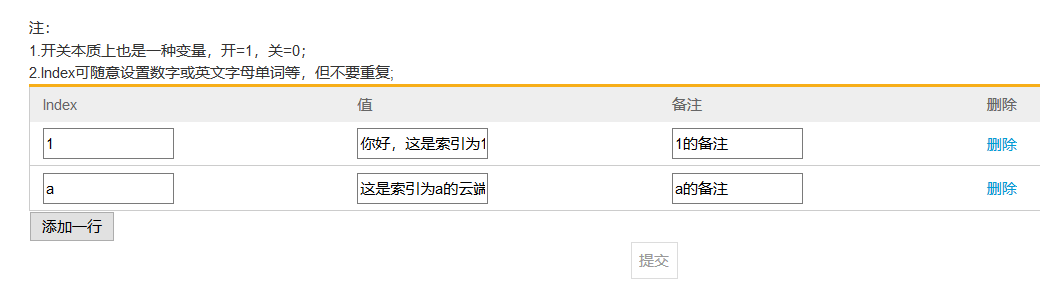 注：
1.开关本质上也是一种变量，开=1，关=0；
2.Index可随意设置数字或英文字母单词等，但不要重复;
Index 值 备注 删除
1 你好，这是索引为1 1的备注 删除
a 这是索引为a的云端 a的备注 删除
添加一行
提交